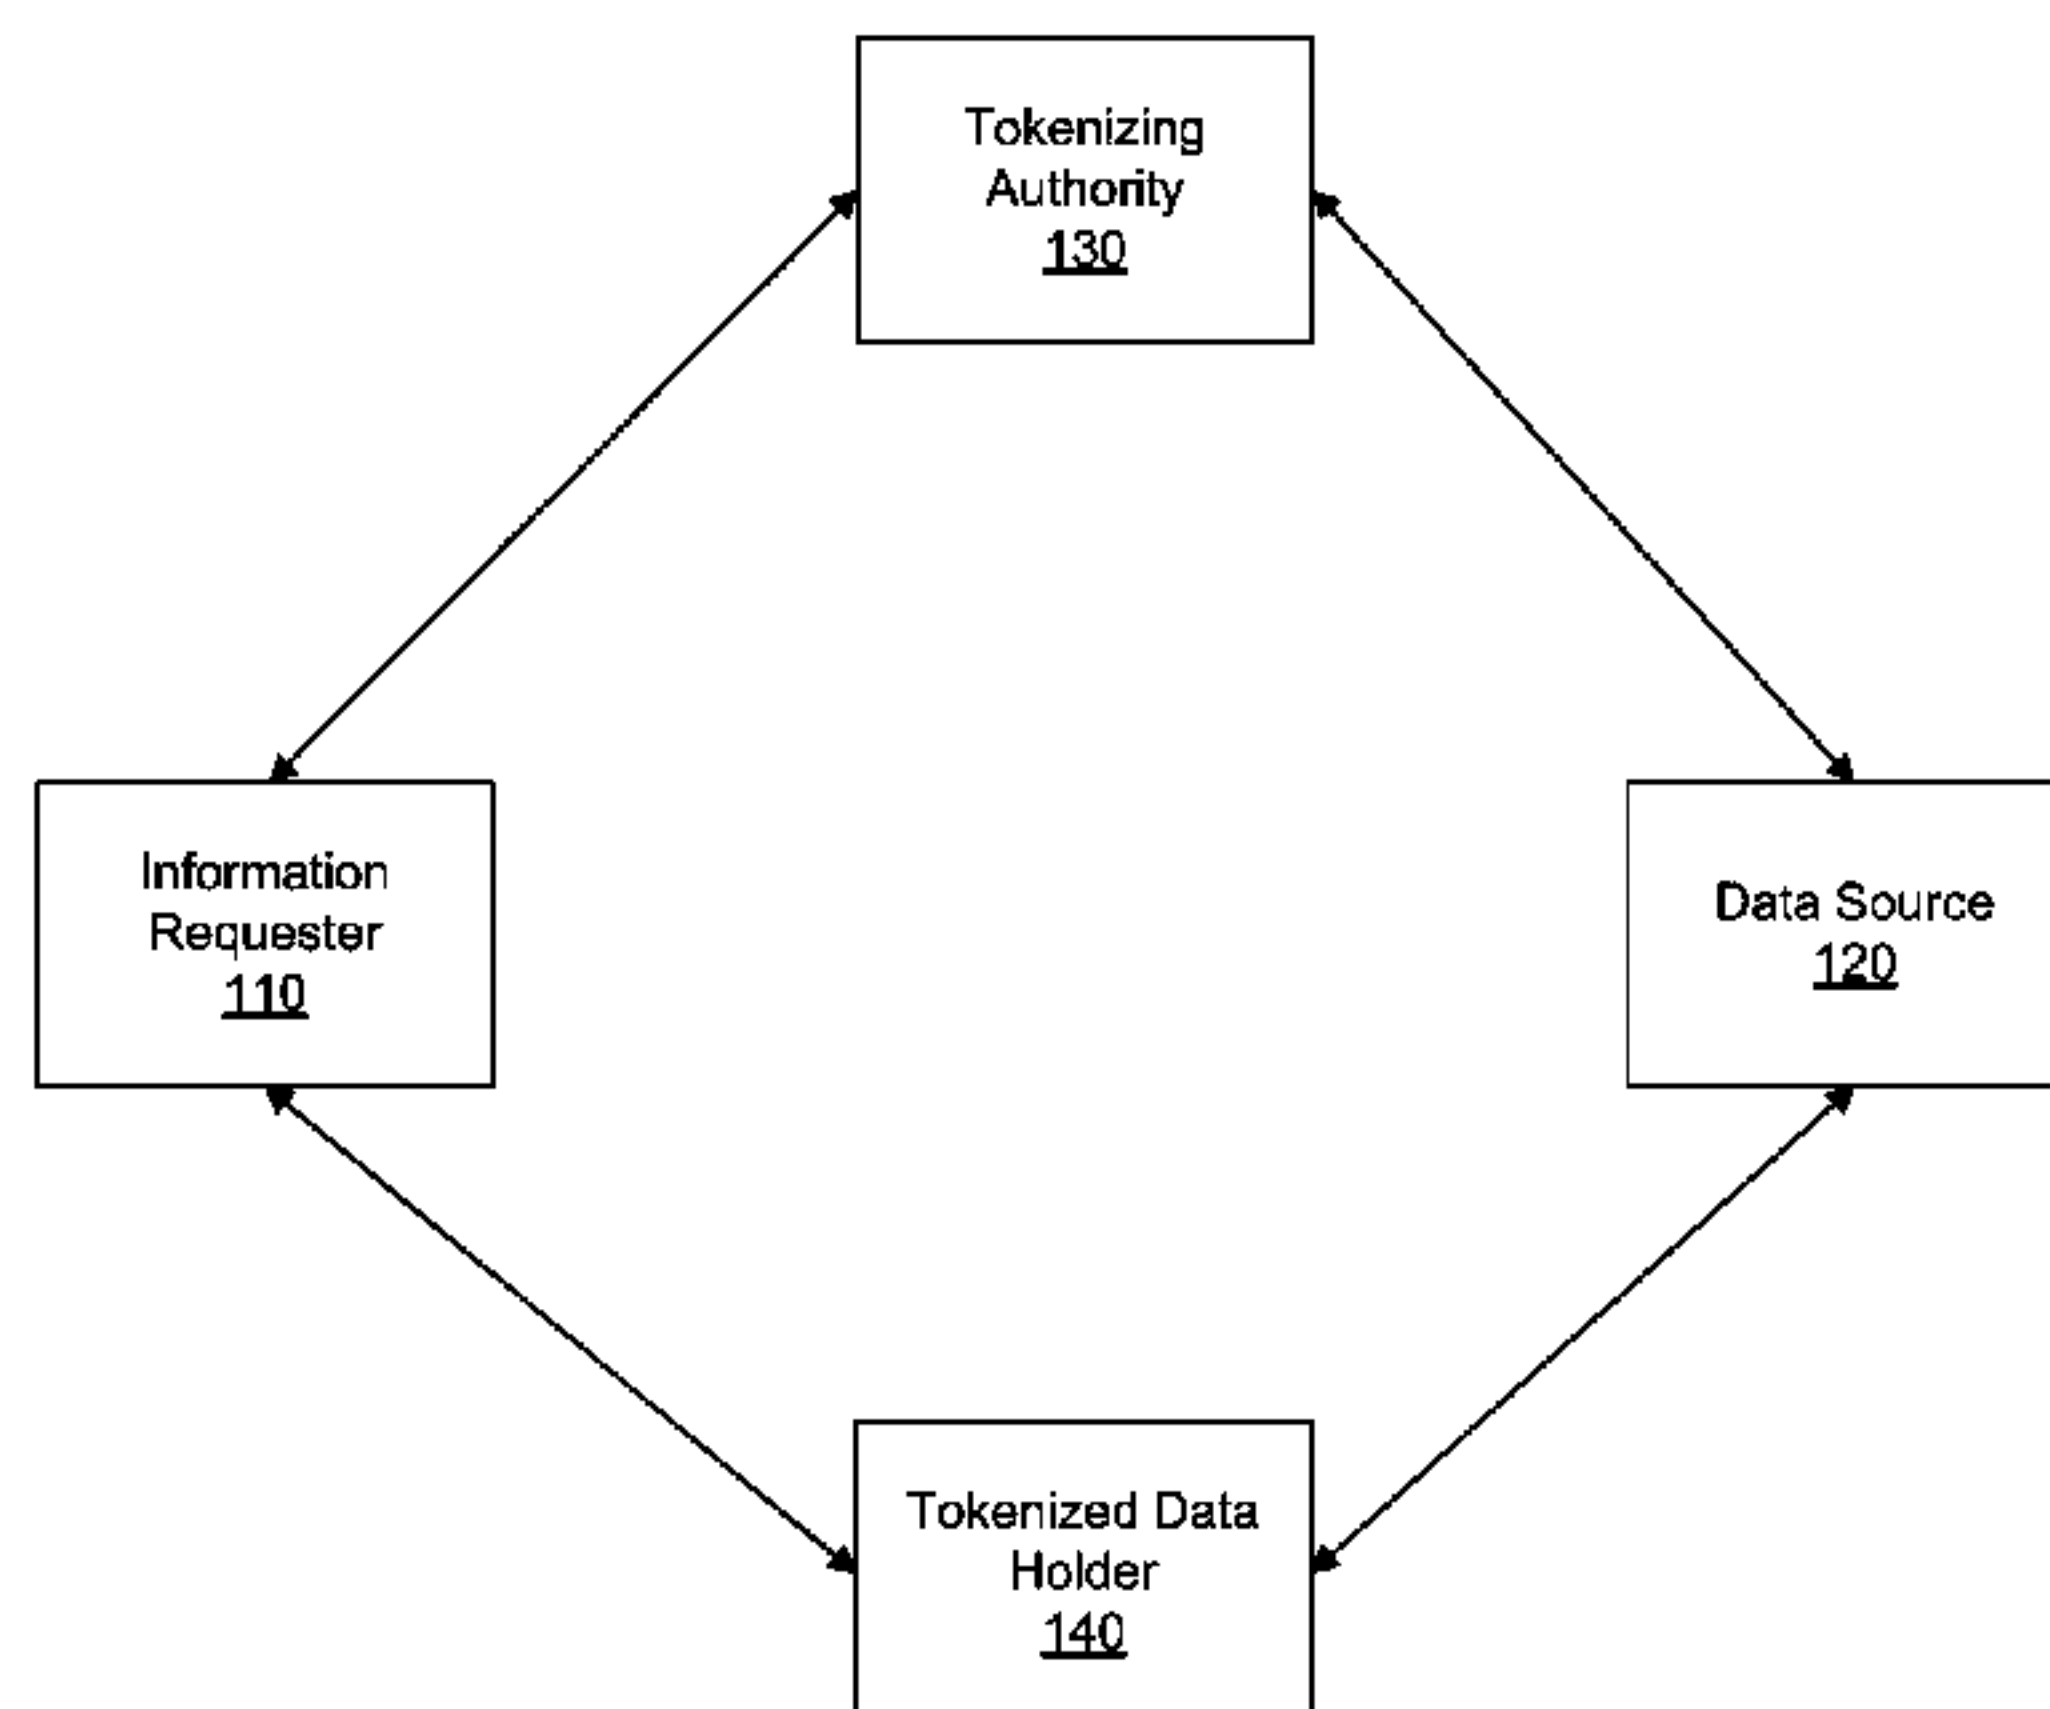 Tokenizing
Authority
130
Information
Requester
110
Data Source
120
Tokenized Data
Holder
140